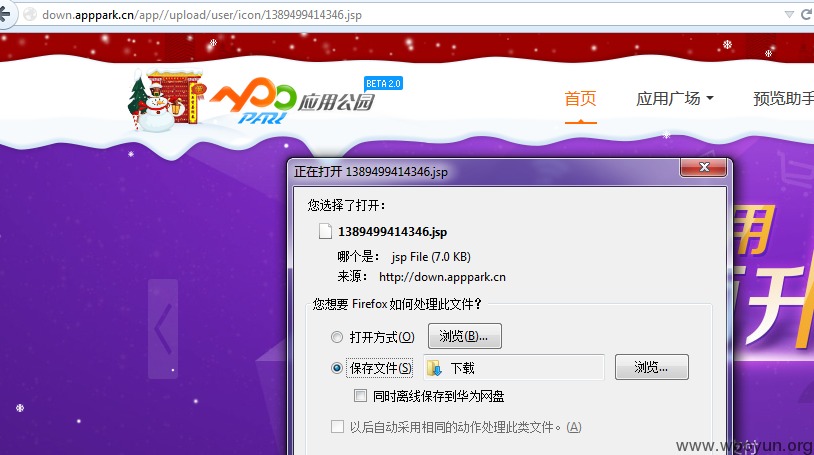 down.apppark.cn/app//upload/user/icon/1389499414346.jsp
BETA 2.0
应用公园
PARK
首页
应用广场
预览助手
正在打开 1389499414346.jsp
您选择了打开:
1389499414346.jsp
哪个是: jsp File (7.0 KB)
来源: http://down.apppark.cn
您想要 Firefox 如何处理此文件?
打开方式(O)
浏览(B)...
保存文件(S)
下载
浏览...
同时离线保存到华为网盘
以后自动采用相同的动作处理此类文件。(A)
用
升
www.wooyun.org